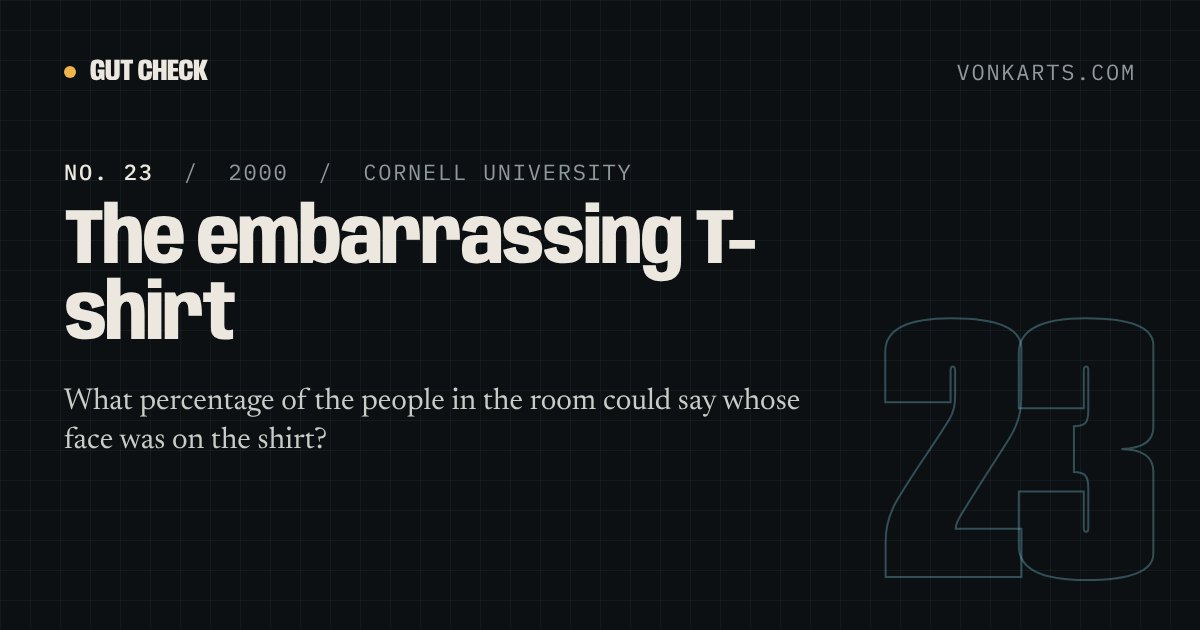 GUT CHECK
VONKARTS.COM
NO. 23 / 2000 / CORNELL UNIVERSITY
The embarrassing T-
shirt
What percentage of the people in the room could say whose
face was on the shirt?
23